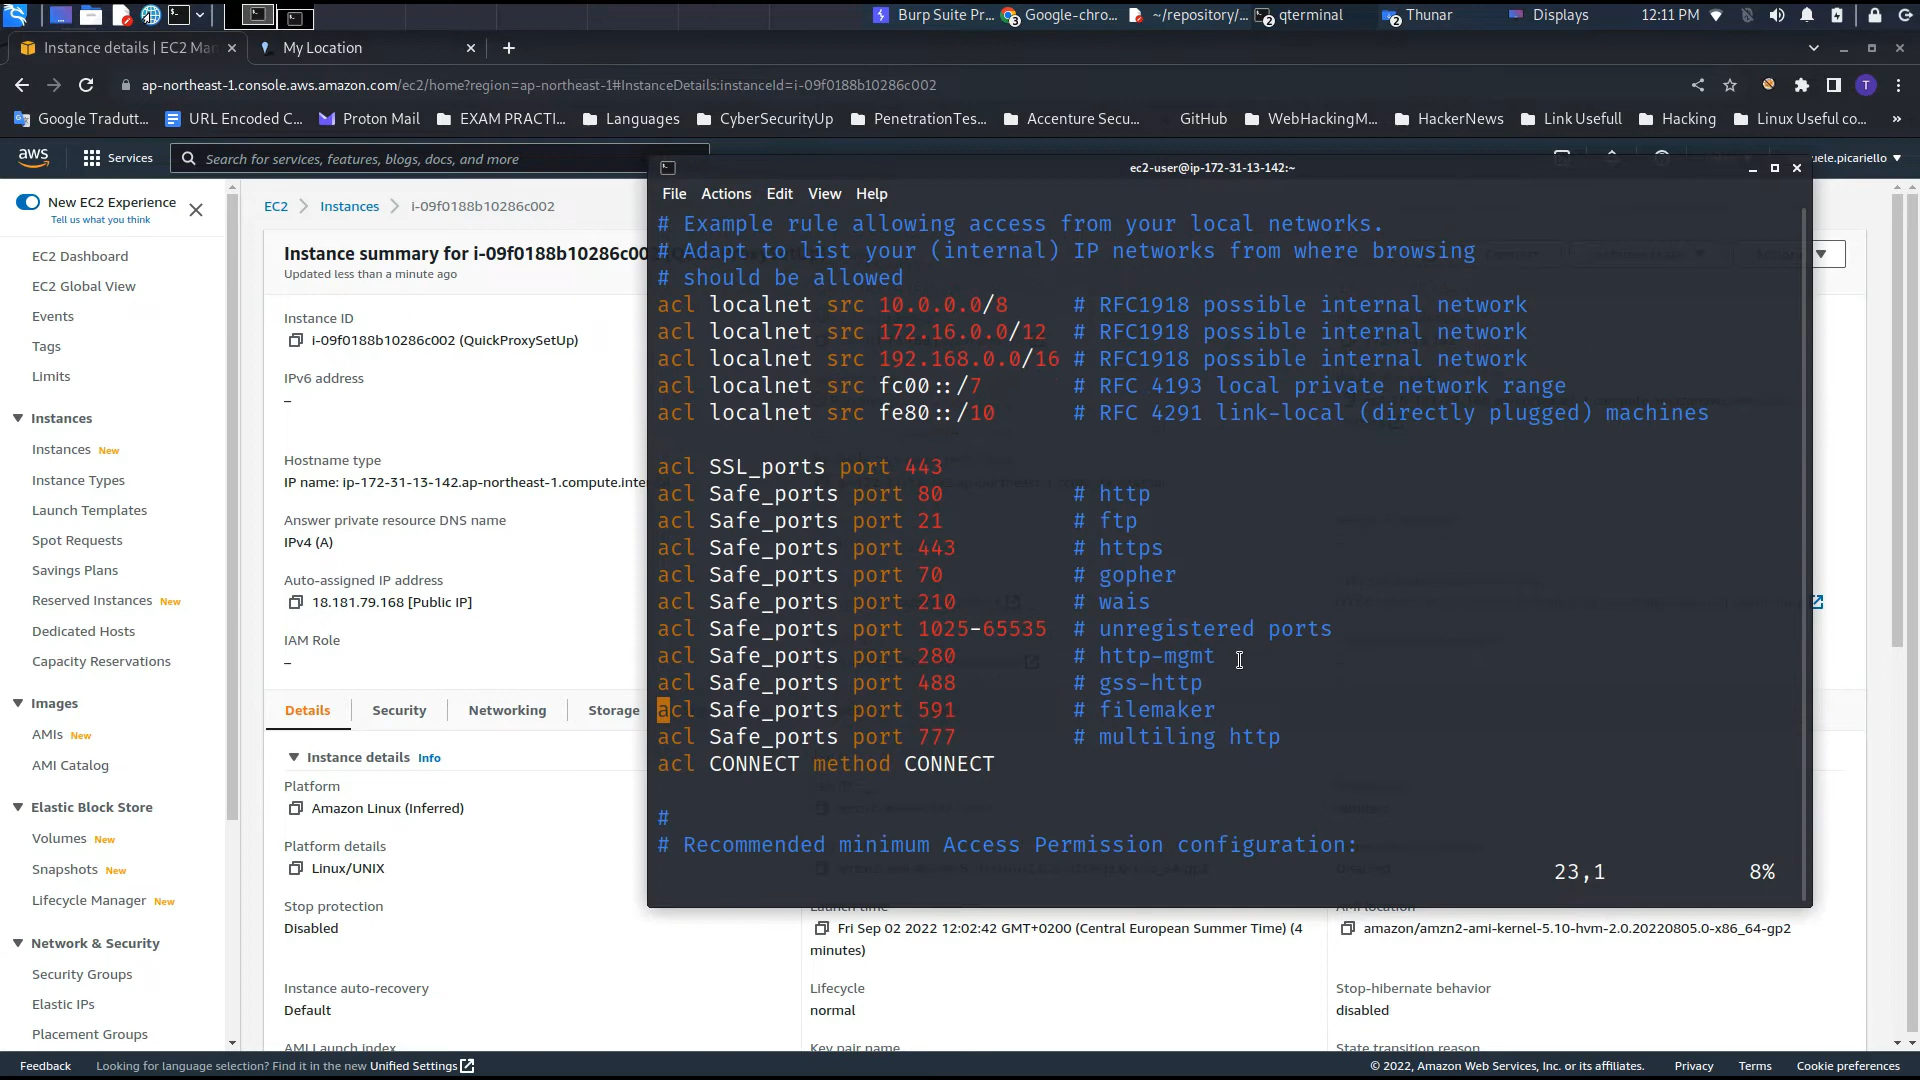 Burp Suite Pr...
3
Google-chro...
~/repository/...
2
qterminal
2
Thunar
Displays
12:11 PM
Instance details | EC2 Mar
My Location
ap-northeast-1.console.aws.amazon.com/ec2/home?region=ap-northeast-1#InstanceDetails:instanceId=i-09f0188b10286c002
T
Google Tradutt...
URL Encoded C...
Proton Mail
EXAM PRACTI...
Languages
CyberSecurityUp
PenetrationTes...
Accenture Secu...
GitHub
WebHackingM...
HackerNews
Link Usefull
Hacking
Linux Useful co...
»
aws
Services
Search for services, features, blogs, docs, and more
uele.picariello
New EC2 Experience
Tell us what you think
EC2 Dashboard
EC2 Global View
Events
Tags
Limits
Instances
Instances New
Instance Types
Launch Templates
Spot Requests
Savings Plans
Reserved Instances New
Dedicated Hosts
Capacity Reservations
Images
AMIs New
AMI Catalog
Elastic Block Store
Volumes New
Snapshots New
Lifecycle Manager New
Network & Security
Security Groups
Elastic IPs
Placement Groups
EC2
Instances
i-09f0188b10286c002
Instance summary for i-09f0188b10286c00
Updated less than a minute ago
Instance ID
i-09f0188b10286c002 (QuickProxySetUp)
IPv6 address
–
Hostname type
IP name: ip-172-31-13-142.ap-northeast-1.compute.inte
Answer private resource DNS name
IPv4 (A)
Auto-assigned IP address
18.181.79.168 [Public IP]
IAM Role
–
Details
Security
Networking
Storage
Instance details Info
Platform
Amazon Linux (Inferred)
Platform details
Linux/UNIX
Stop protection
Disabled
Instance auto-recovery
Default
AMI Launch index
Launch time
Fri Sep 02 2022 12:02:42 GMT+0200 (Central European Summer Time) (4
minutes)
Lifecycle
normal
Key pair name
AMI location
amazon/amzn2-ami-kernel-5.10-hvm-2.0.20220805.0-x86_64-gp2
Stop-hibernate behavior
disabled
State transition reason
ec2-user@ip-172-31-13-142:~
File Actions Edit View Help
# Example rule allowing access from your local networks.
# Adapt to list your (internal) IP networks from where browsing
# should be allowed
acl localnet src 10.0.0.0/8 # RFC1918 possible internal network
acl localnet src 172.16.0.0/12 # RFC1918 possible internal network
acl localnet src 192.168.0.0/16 # RFC1918 possible internal network
acl localnet src fc00::/7 # RFC 4193 local private network range
acl localnet src fe80::/10 # RFC 4291 link-local (directly plugged) machines
acl SSL_ports port 443
acl Safe_ports port 80 # http
acl Safe_ports port 21 # ftp
acl Safe_ports port 443 # https
acl Safe_ports port 70 # gopher
acl Safe_ports port 210 # wais
acl Safe_ports port 1025-65535 # unregistered ports
acl Safe_ports port 280 # http-mgmt
acl Safe_ports port 488 # gss-http
acl Safe_ports port 591 # filemaker
acl Safe_ports port 777 # multiling http
acl CONNECT method CONNECT
#
# Recommended minimum Access Permission configuration:
23,1 8%
Feedback
Looking for language selection? Find it in the new Unified Settings
© 2022, Amazon Web Services, Inc. or its affiliates.
Privacy
Terms
Cookie preferences